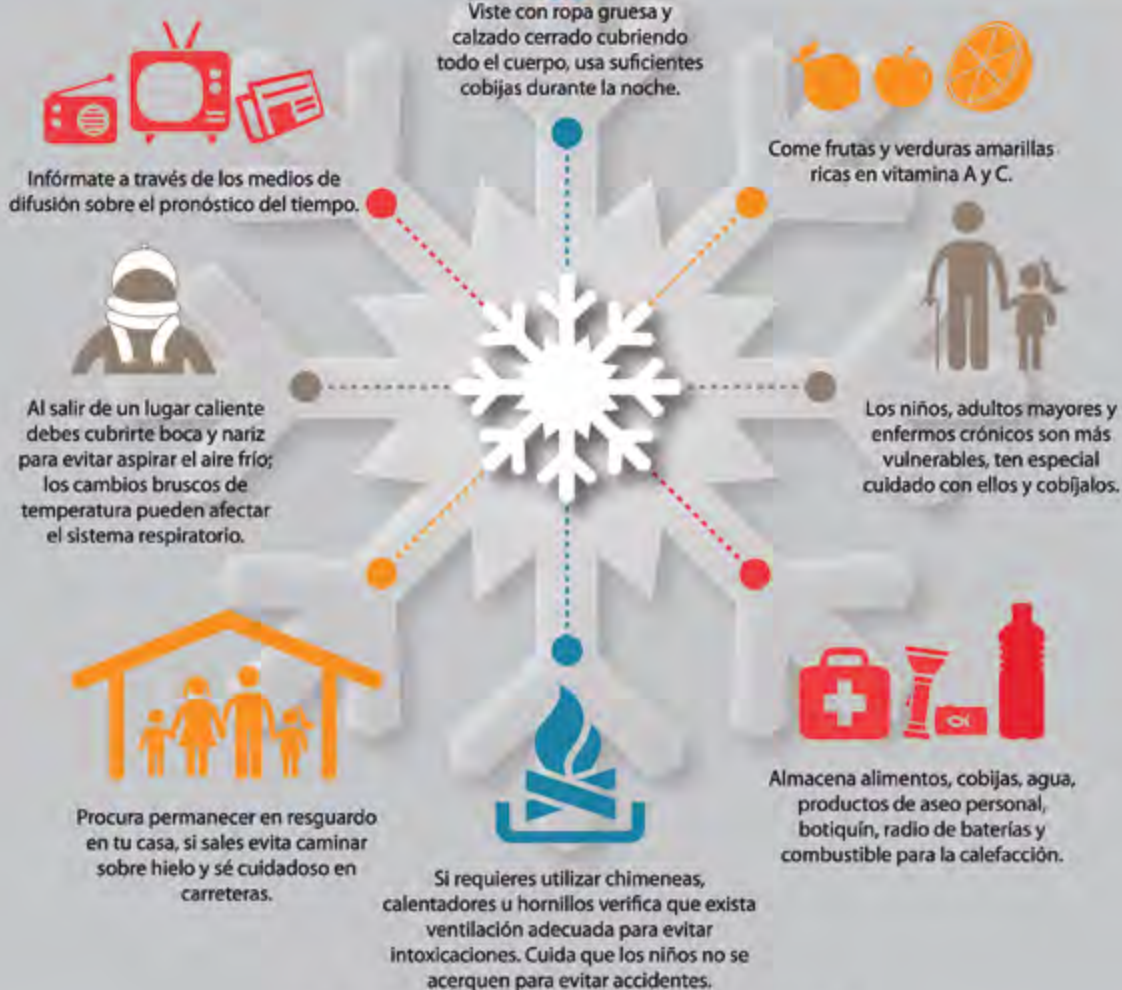 Viste con ropa gruesa y
calzado cerrado cubriendo
todo el cuerpo, usa suficientes
cobijas durante la noche.
Infórmate a través de los medios de
difusión sobre el pronóstico del tiempo.
Come frutas y verduras amarillas
ricas en vitamina A y C.
Al salir de un lugar caliente
debes cubrirte boca y nariz
para evitar aspirar el aire frío;
los cambios bruscos de
temperatura pueden afectar
el sistema respiratorio.
Los niños, adultos mayores y
enfermos crónicos son más
vulnerables, ten especial
cuidado con ellos y cobíjalos.
Procura permanecer en resguardo
en tu casa, si sales evita caminar
sobre hielo y sé cuidadoso en
carreteras.
Si requieres utilizar chimeneas,
calentadores u hornillos verifica que exista
ventilación adecuada para evitar
intoxicaciones. Cuida que los niños no se
acerquen para evitar accidentes.
Almacena alimentos, cobijas, agua,
productos de aseo personal,
botiquín, radio de baterías y
combustible para la calefacción.